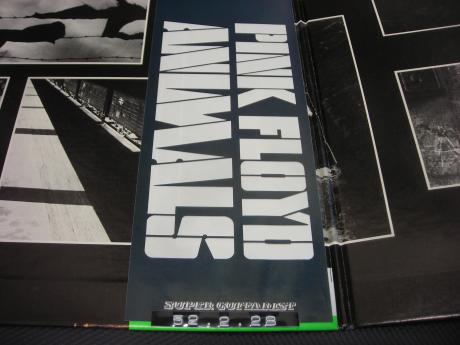 PINK FLOYD
ANIMALS
SUPER GUITARIST
52.2.28